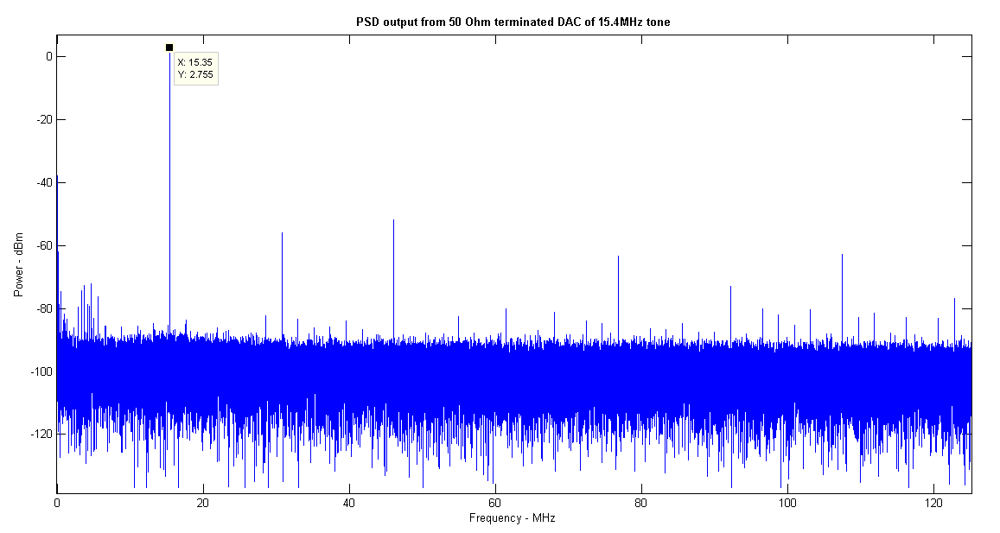 PSD output from 50 Ohm terminated DAC of 15.4MHz tone
X: 15.35
Y: 2.755
0
-20
-40
-60
-80
-100
-120
Power - dBm
0 20 40 60 80 100 120
Frequency - MHz